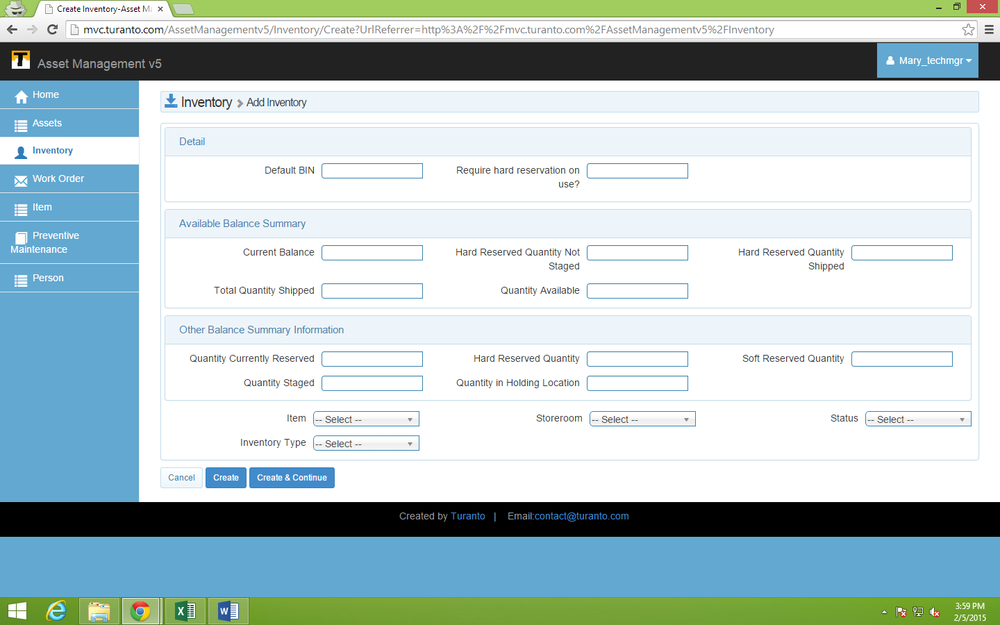 Create Inventory-Asset Ma
mvc.turanto.com/AssetManagementv5/Inventory/Create?UrlReferrer=http%3A%2F%2Fmvc.turanto.com%2FAssetManagementv5%2FInventory
T Asset Management v5
Mary_techmgr
Home
Assets
Inventory
Work Order
Item
Preventive
Maintenance
Person
Inventory Add Inventory
Detail
Default BIN
Require hard reservation on
use?
Available Balance Summary
Current Balance
Hard Reserved Quantity Not
Staged
Hard Reserved Quantity
Shipped
Total Quantity Shipped
Quantity Available
Other Balance Summary Information
Quantity Currently Reserved
Hard Reserved Quantity
Soft Reserved Quantity
Quantity Staged
Quantity in Holding Location
Item -- Select --
Storeroom -- Select --
Status -- Select --
Inventory Type -- Select --
Cancel Create Create & Continue
Created by Turanto | Email:contact@turanto.com
3:59 PM
2/5/2015